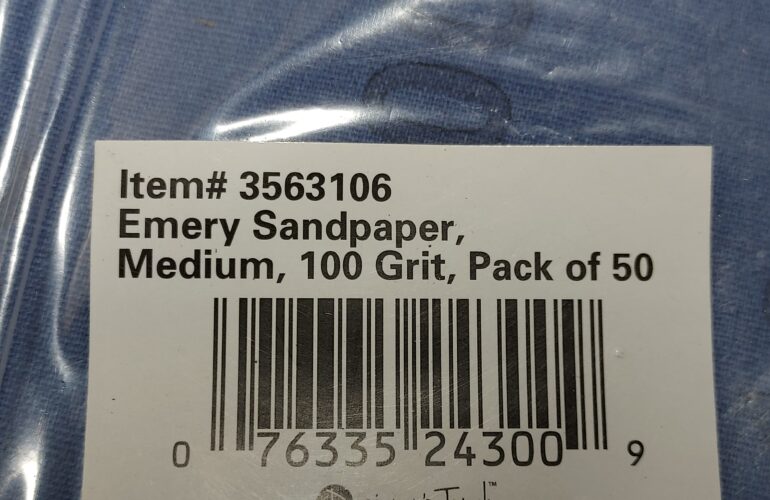 Item# 3563106
Emery Sandpaper,
Medium, 100 Grit, Pack of 50
0 76335 24300 9